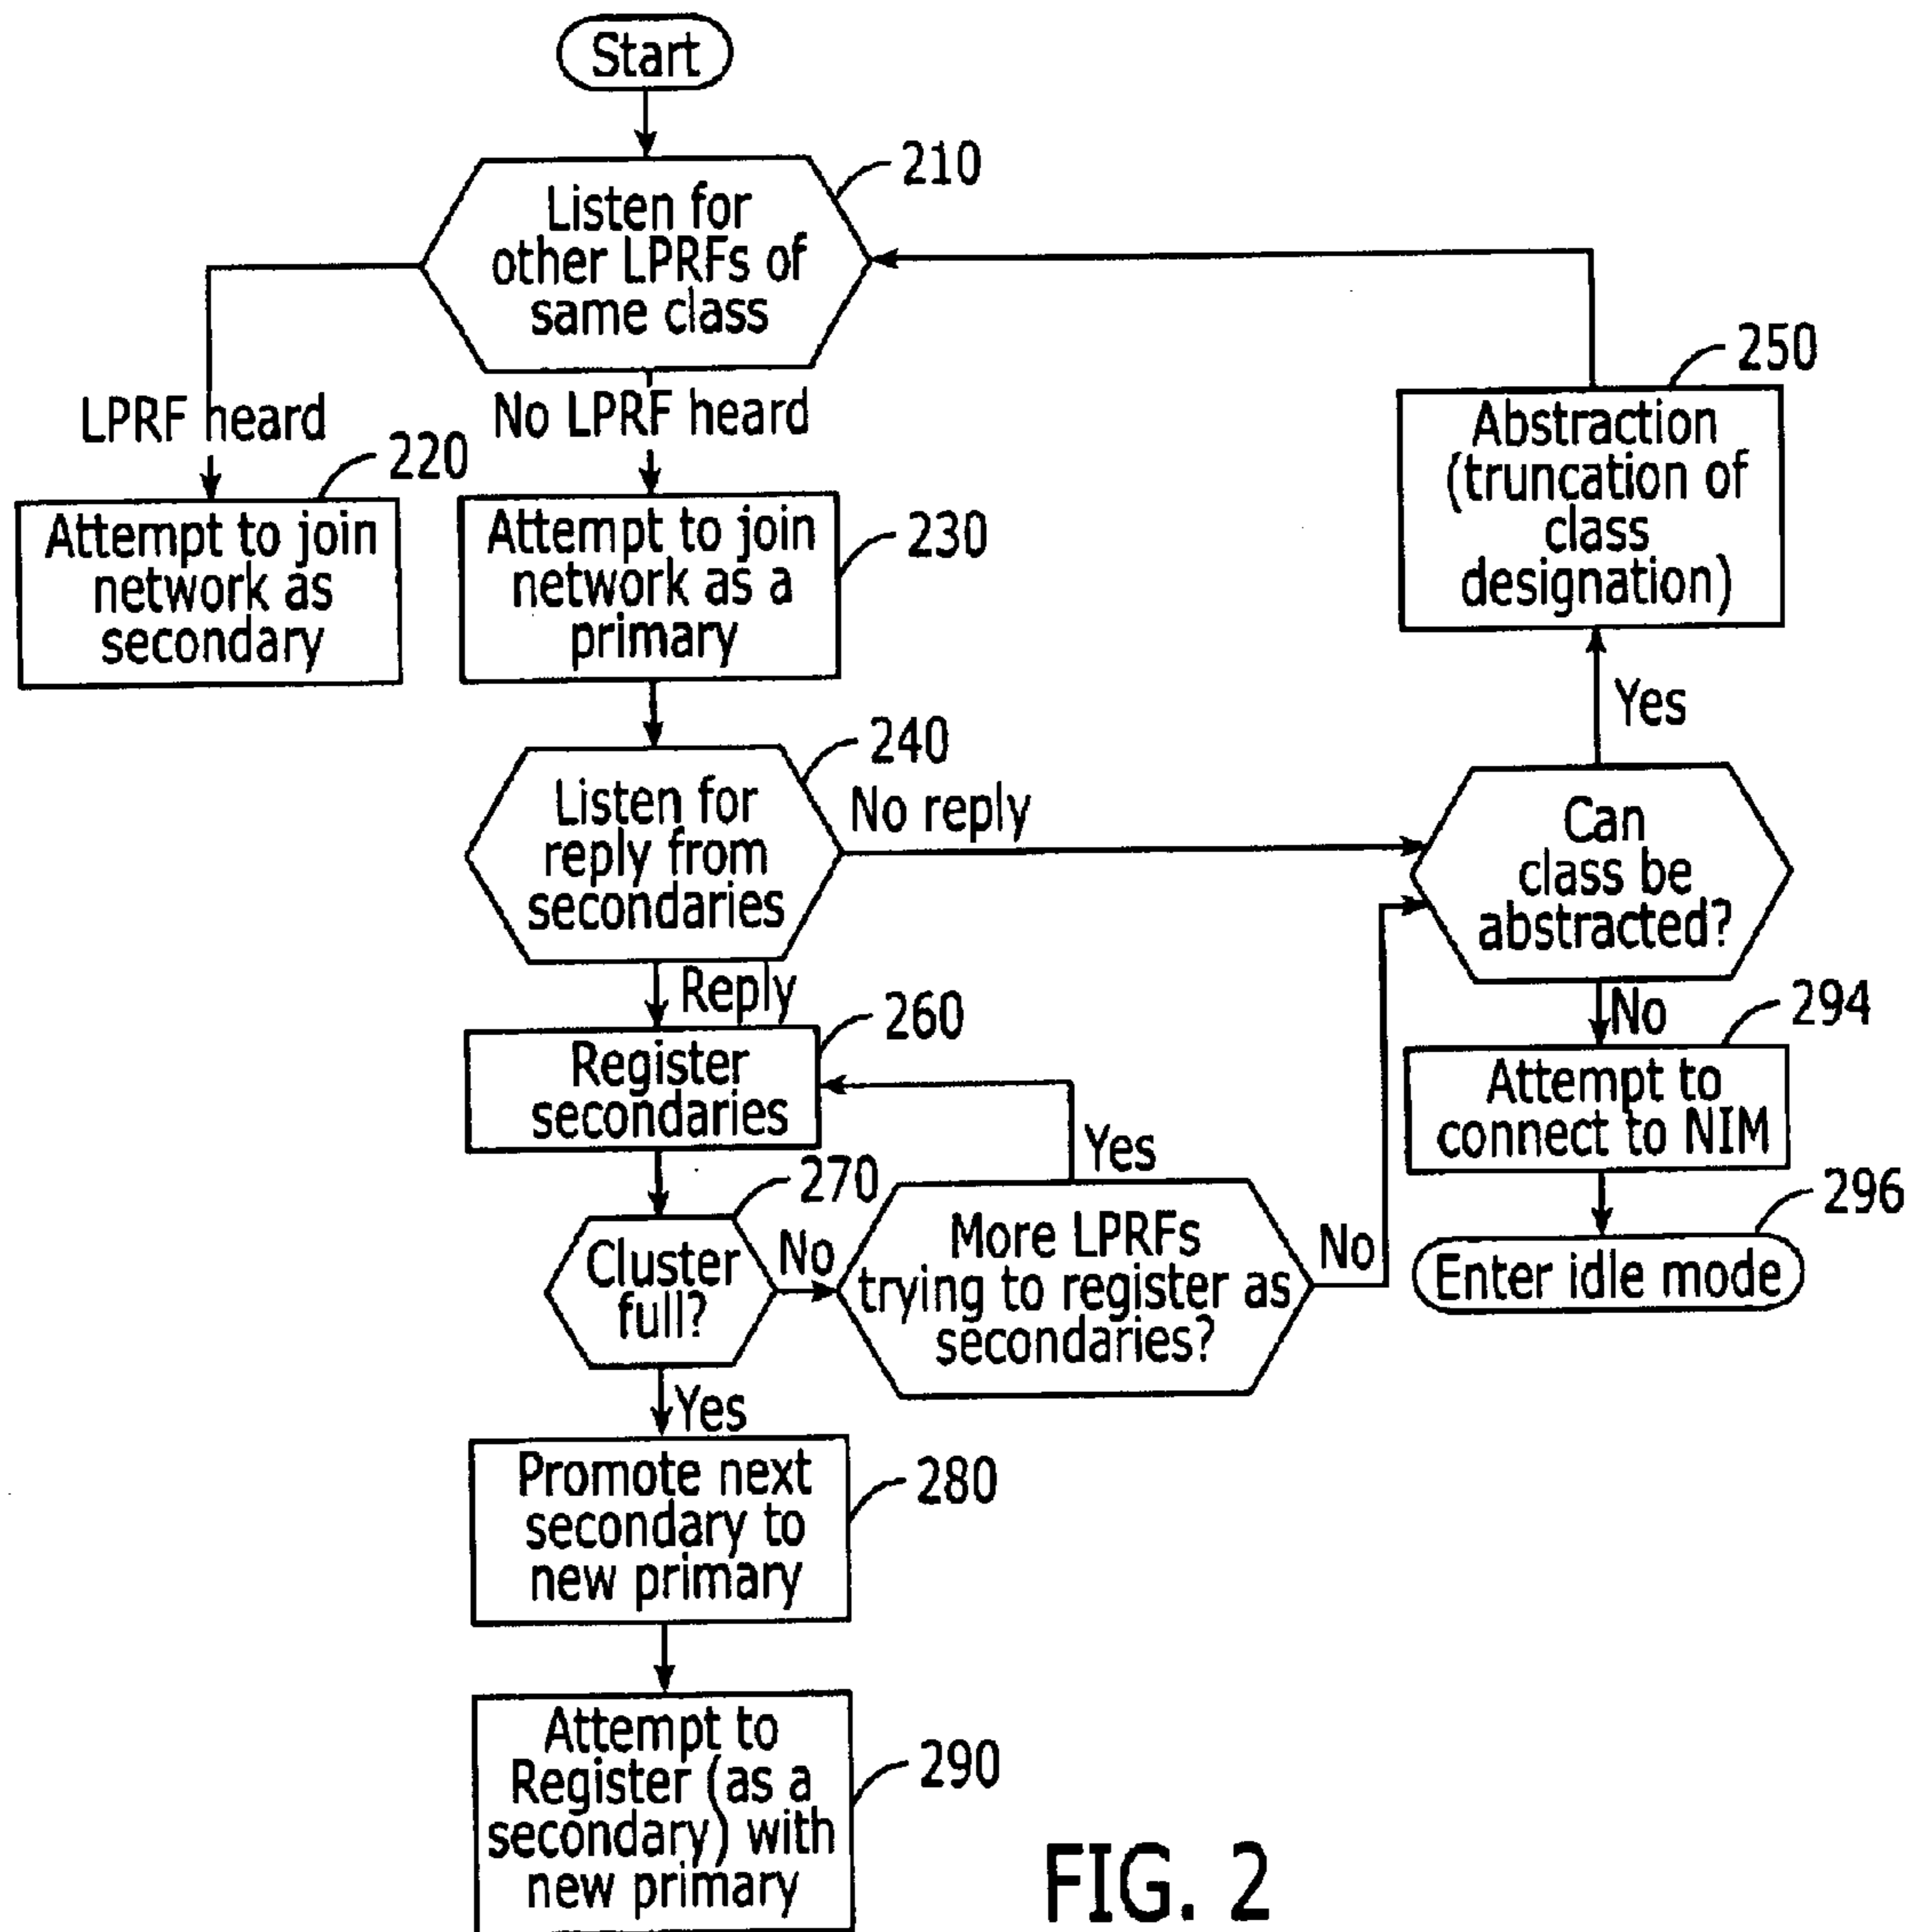 Start
210
Listen for
other LPRFs of
same class
LPRF heard
No LPRF heard
220
Attempt to join
network as
secondary
230
Attempt to join
network as a
primary
250
Abstraction
(truncation of
class
designation)
Yes
240
Listen for
reply from
secondaries
No reply
Can
class be
abstracted?
Reply
No
260
Register
secondaries
294
Attempt to
connect to NIM
296
Enter idle mode
270
Cluster
full?
No
More LPRFs
trying to register as
secondaries?
Yes
No
Yes
280
Promote next
secondary to
new primary
290
Attempt to
Register (as a
secondary) with
new primary
FIG. 2